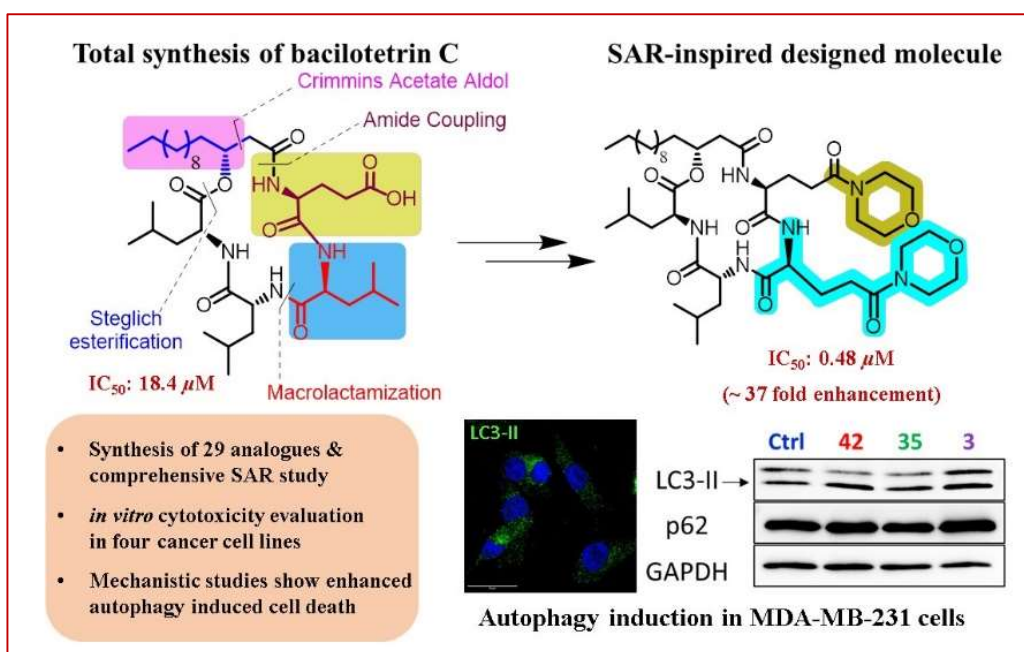 Total synthesis of bacilotetrin C
Crimmins Acetate Aldol
Amide Coupling
8
O
O
O
HN
O
OH
O
NH
NH
O
H
N
O
O
Steglich
esterification
IC50: 18.4 µM
Macrolactamization
SAR-inspired designed molecule
8
O
O
O
HN
O
N
O
O
NH
NH
O
NH
O
O
N
O
O
IC50: 0.48 µM
(~ 37 fold enhancement)
• Synthesis of 29 analogues &
comprehensive SAR study
• in vitro cytotoxicity evaluation
in four cancer cell lines
• Mechanistic studies show enhanced
autophagy induced cell death
LC3-II
Ctrl 42 35 3
LC3-II
p62
GAPDH
Autophagy induction in MDA-MB-231 cells